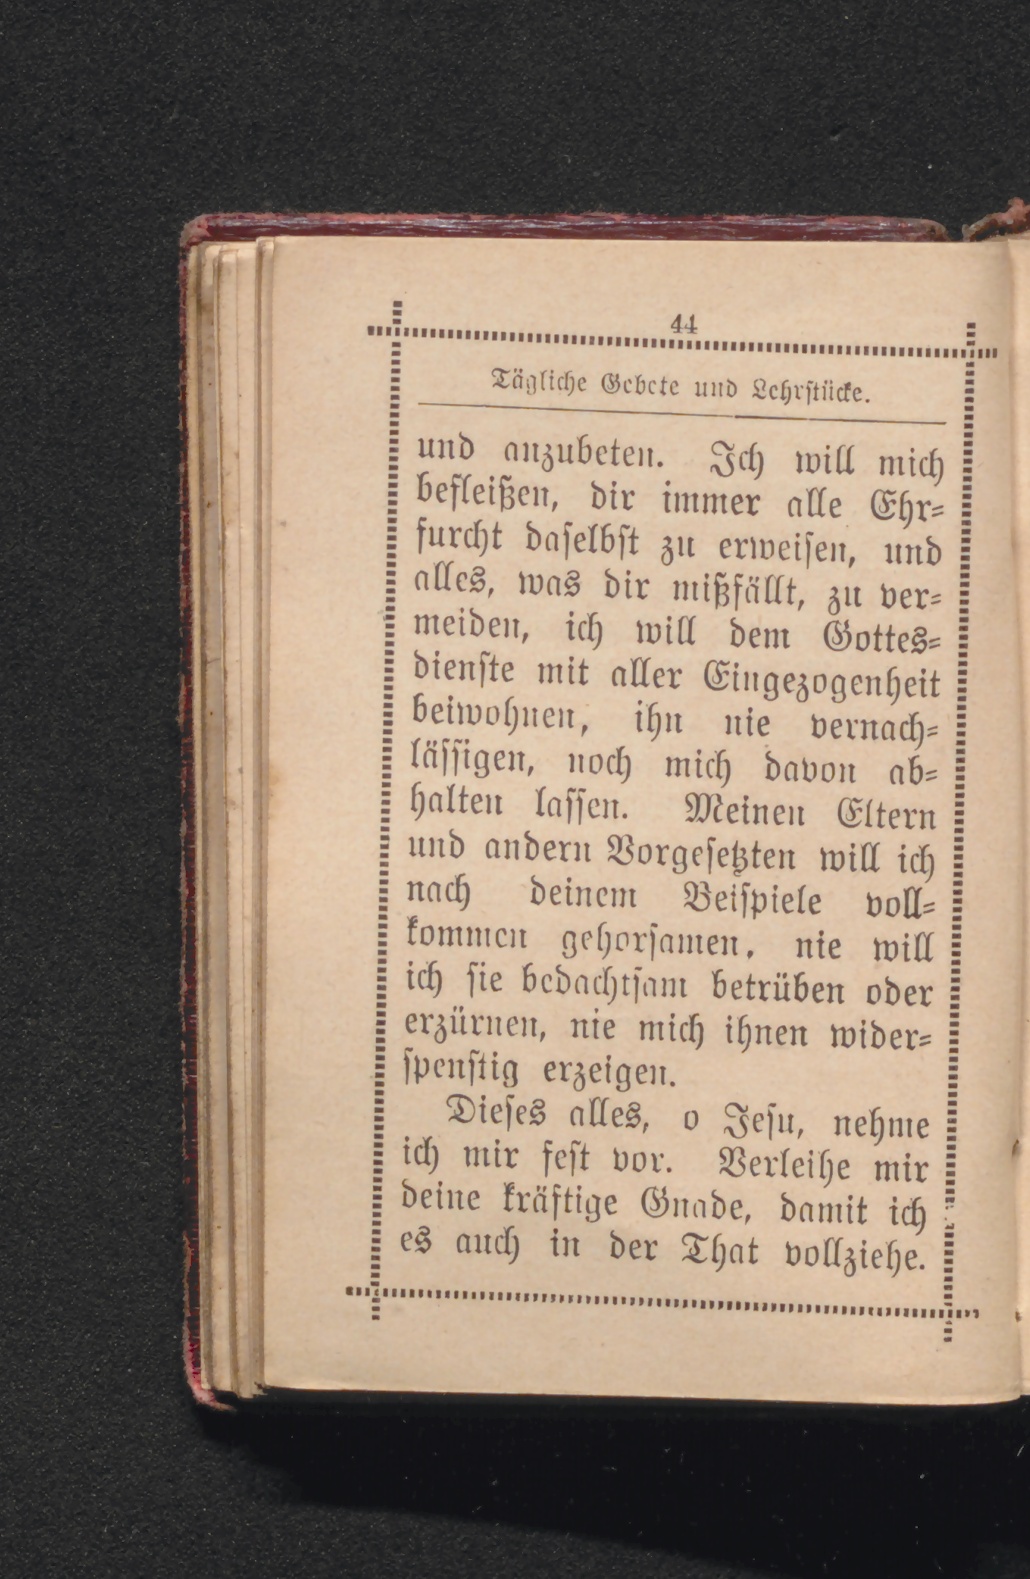 44
Tägliche Gebete und Lehrstücke.
und anzubeten. Ich will mich
befleißen, dir immer alle Ehr-
furcht daselbst zu erweisen, und
alles, was dir mißfällt, zu ver-
meiden, ich will dem Gottes-
dienste mit aller Eingezogenheit
beiwohnen, ihn nie vernach-
lässigen, noch mich davon ab-
halten lassen. Meinen Eltern
und andern Vorgesetzten will ich
nach deinem Beispiele voll-
kommen gehorsamen, nie will
ich sie bedachtsam betrüben oder
erzürnen, nie mich ihnen wider-
spenstig erzeigen.
Dieses alles, o Jesu, nehme
ich mir fest vor. Verleihe mir
deine kräftige Gnade, damit ich
es auch in der That vollziehe.